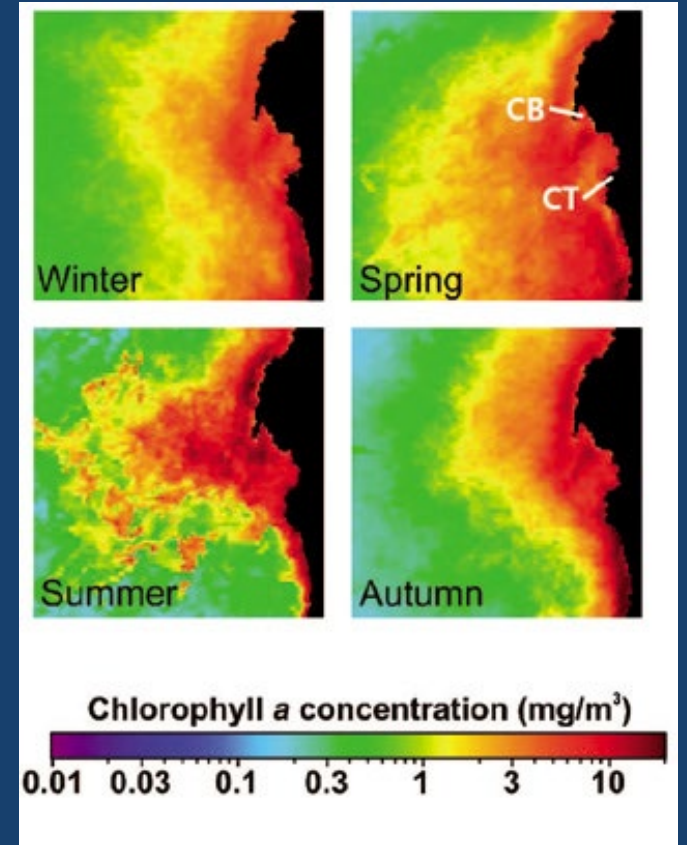 Winter
Spring
CB
CT
Summer
Autumn
Chlorophyll a concentration (mg/m³)
0.01 0.03 0.1 0.3 1 3 10